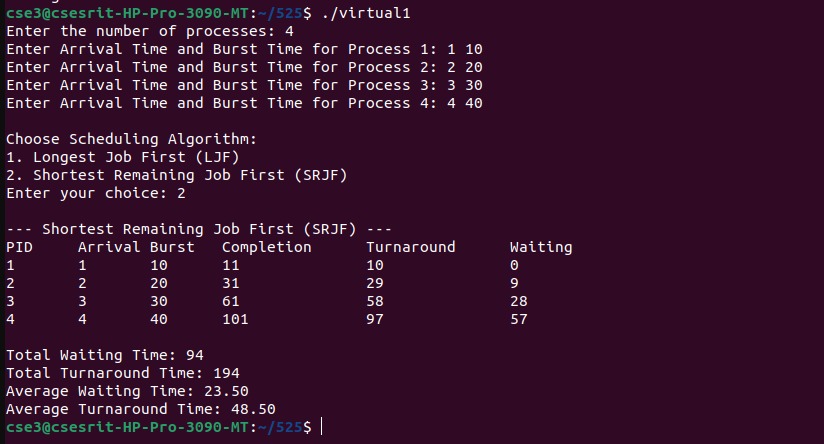 cse3@csesrit-HP-Pro-3090-MT:~/525$ ./virtual1
Enter the number of processes: 4
Enter Arrival Time and Burst Time for Process 1: 1 10
Enter Arrival Time and Burst Time for Process 2: 2 20
Enter Arrival Time and Burst Time for Process 3: 3 30
Enter Arrival Time and Burst Time for Process 4: 4 40

Choose Scheduling Algorithm:
1. Longest Job First (LJF)
2. Shortest Remaining Job First (SRJF)
Enter your choice: 2

--- Shortest Remaining Job First (SRJF) ---
PID     Arrival Burst   Completion      Turnaround      Waiting
1       1       10      11              10              0
2       2       20      31              29              9
3       3       30      61              58              28
4       4       40      101             97              57

Total Waiting Time: 94
Total Turnaround Time: 194
Average Waiting Time: 23.50
Average Turnaround Time: 48.50
cse3@csesrit-HP-Pro-3090-MT:~/525$